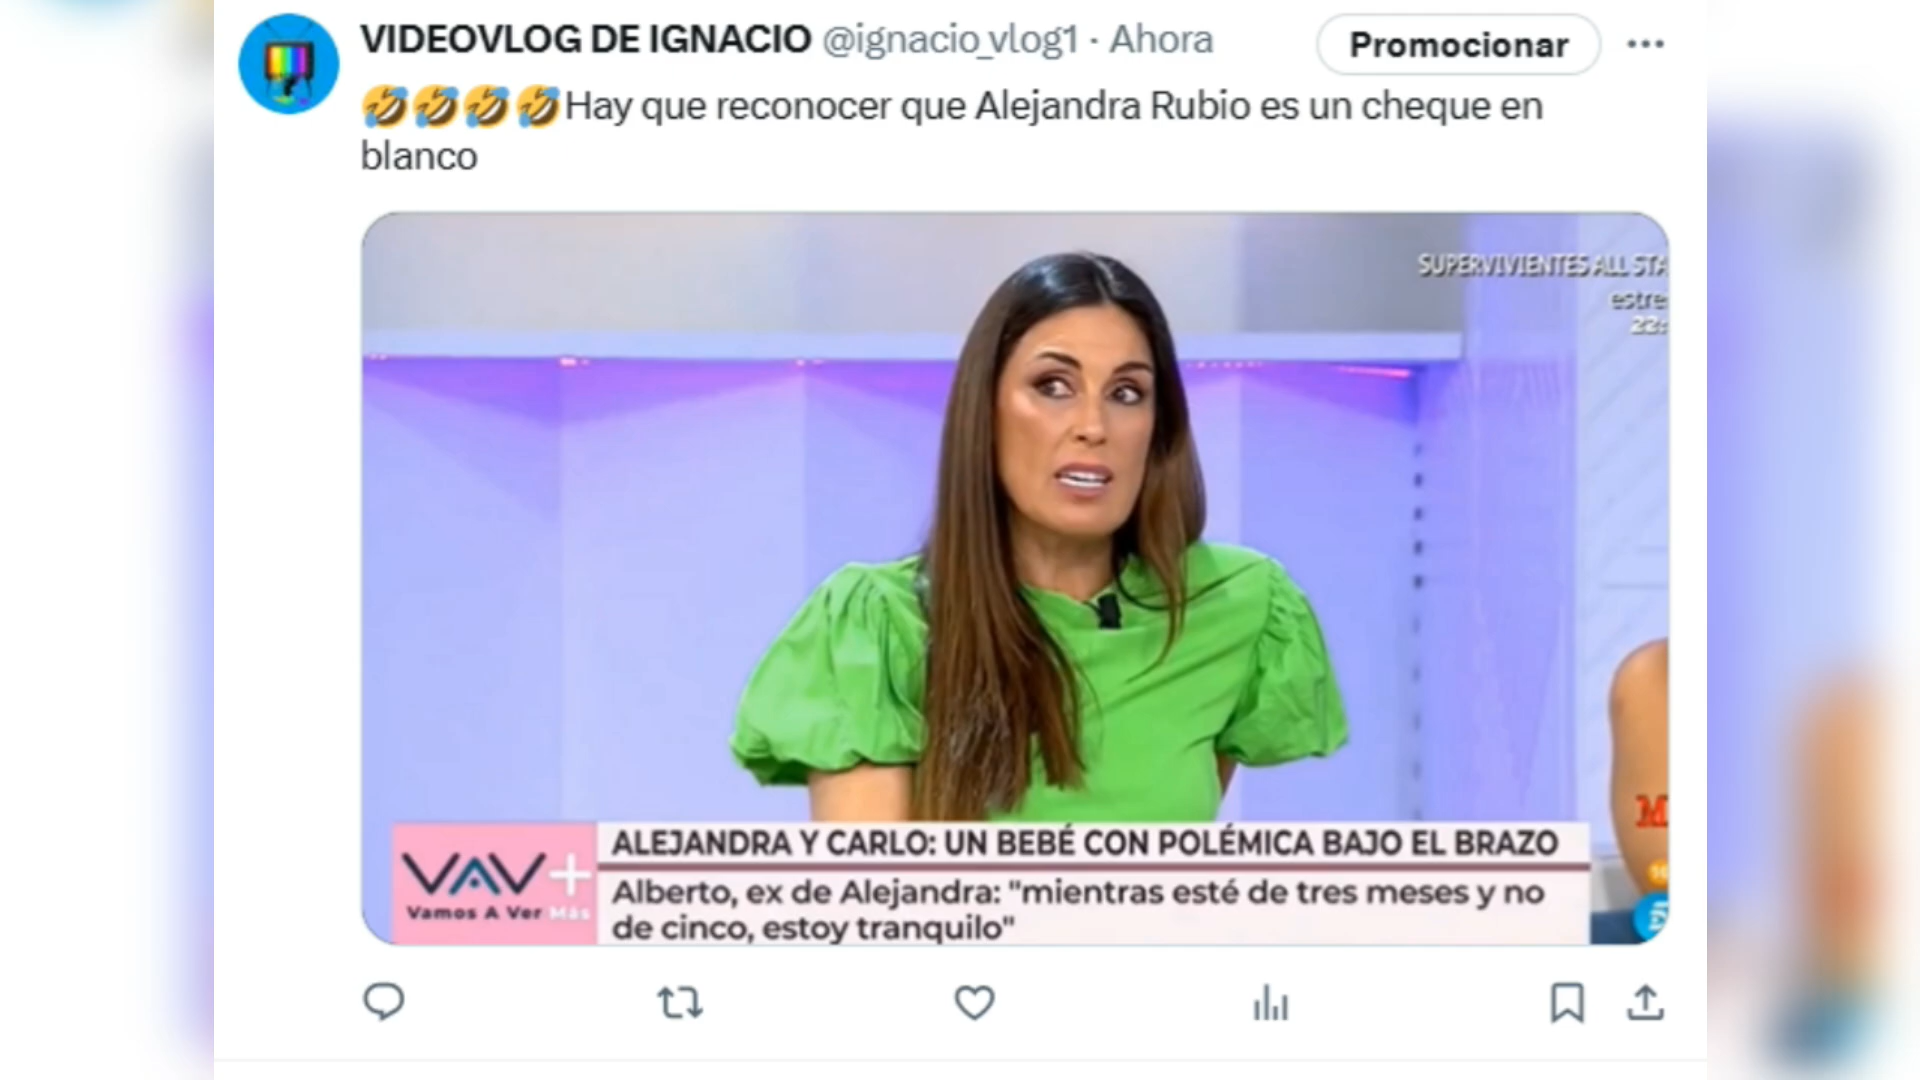 VIDEOVLOG DE IGNACIO @ignacio_vlog1 · Ahora
Promocionar
🤣🤣🤣🤣Hay que reconocer que Alejandra Rubio es un cheque en
blanco
SUPERVIVIENTES ALL STA
estre
22:
ALEJANDRA Y CARLO: UN BEBÉ CON POLÉMICA BAJO EL BRAZO
VAV+
Vamos A Ver Más
Alberto, ex de Alejandra: "mientras esté de tres meses y no
de cinco, estoy tranquilo"